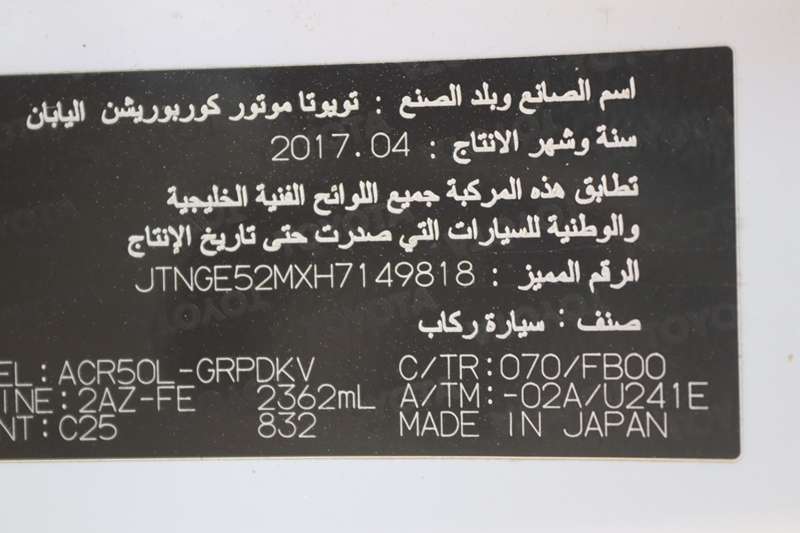 اسم الصانع وبلد الصنع : تويوتا موتور كوربوريشن اليابان
سنة وشهر الانتاج : 2017.04
تطابق هذه المركبة جميع اللوائح الفنية الخليجية
والوطنية للسيارات التي صدرت حتى تاريخ الإنتاج
الرقم المميز : JTNGE52MXH7149818
صنف : سيارة ركاب
EL:ACR50L-GRPDKV C/TR:070/FB00
INE:2AZ-FE 2362mL A/TM:-02A/U241E
NT:C25 832 MADE IN JAPAN